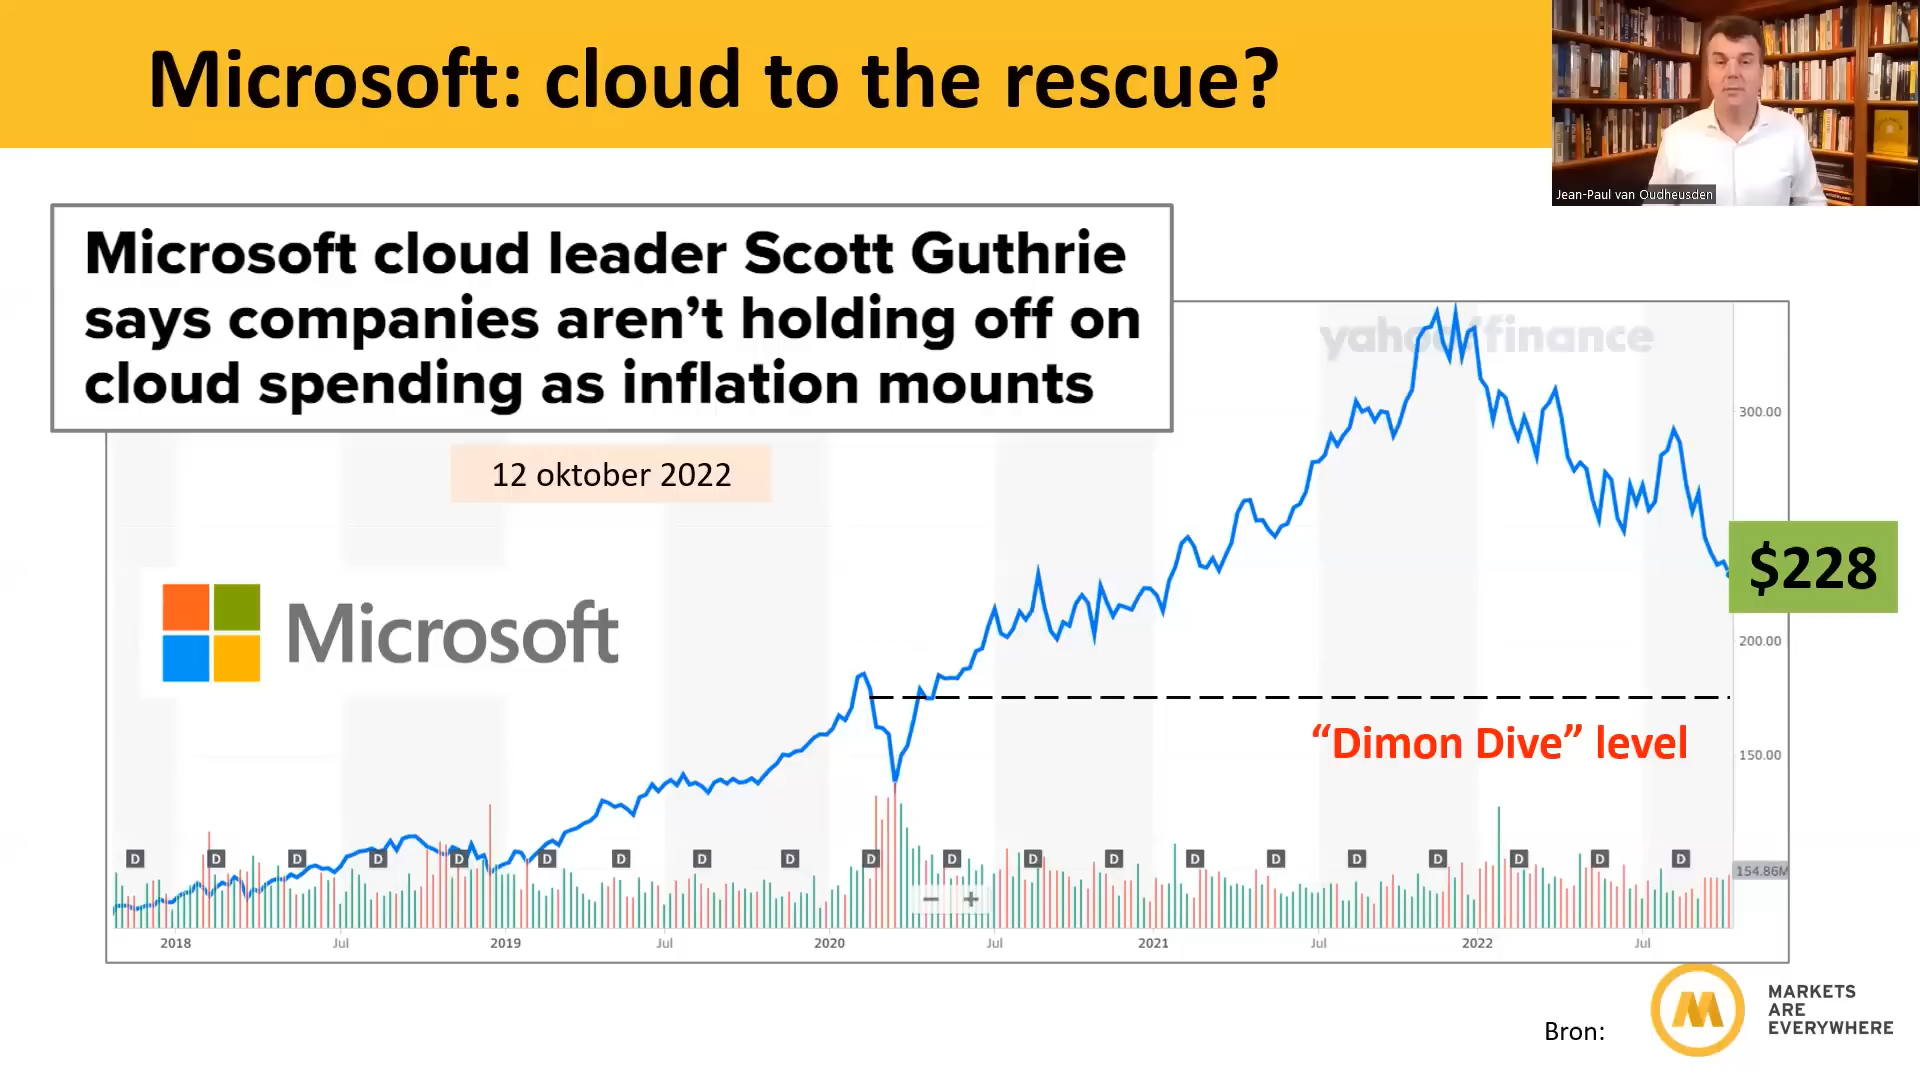 Microsoft: cloud to the rescue?
Jean-Paul van Oudheusden
Microsoft cloud leader Scott Guthrie
says companies aren't holding off on
cloud spending as inflation mounts
yahoo/finance
12 oktober 2022
300.00
$228
Microsoft
200.00
"Dimon Dive" level
150.00
D D D D D D D D D D D D D D D D D D D D
154.86M
− +
2018 Jul 2019 Jul 2020 Jul 2021 Jul 2022 Jul
MARKETS
ARE
EVERYWHERE
Bron: